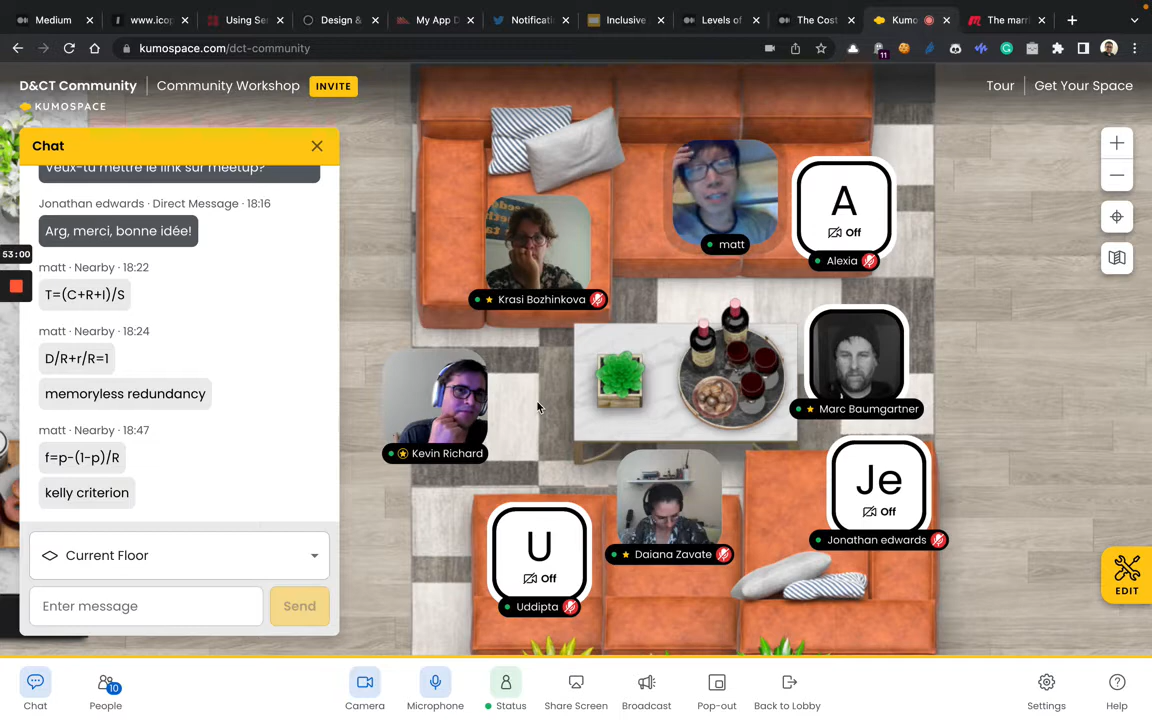 Medium
www.icop
Using Se
Design &
My App D
Notificati
Inclusive
Levels of
The Cost
Kumo
The marr
kumospace.com/dct-community
11
D&CT Community
Community Workshop
INVITE
KUMOSPACE
Tour
Get Your Space
Chat
Veux-tu mettre le link sur meetup?
Jonathan edwards · Direct Message · 18:16
Arg, merci, bonne idée!
53:00
matt · Nearby · 18:22
T=(C+R+I)/S
matt · Nearby · 18:24
D/R+r/R=1
memoryless redundancy
matt · Nearby · 18:47
f=p-(1-p)/R
kelly criterion
Current Floor
Enter message
Send
matt
A
Off
Alexia
Krasi Bozhinkova
Marc Baumgartner
Kevin Richard
Je
Off
Jonathan edwards
U
Off
Uddipta
Daiana Zavate
EDIT
Chat
10
People
Camera
Microphone
Status
Share Screen
Broadcast
Pop-out
Back to Lobby
Settings
Help